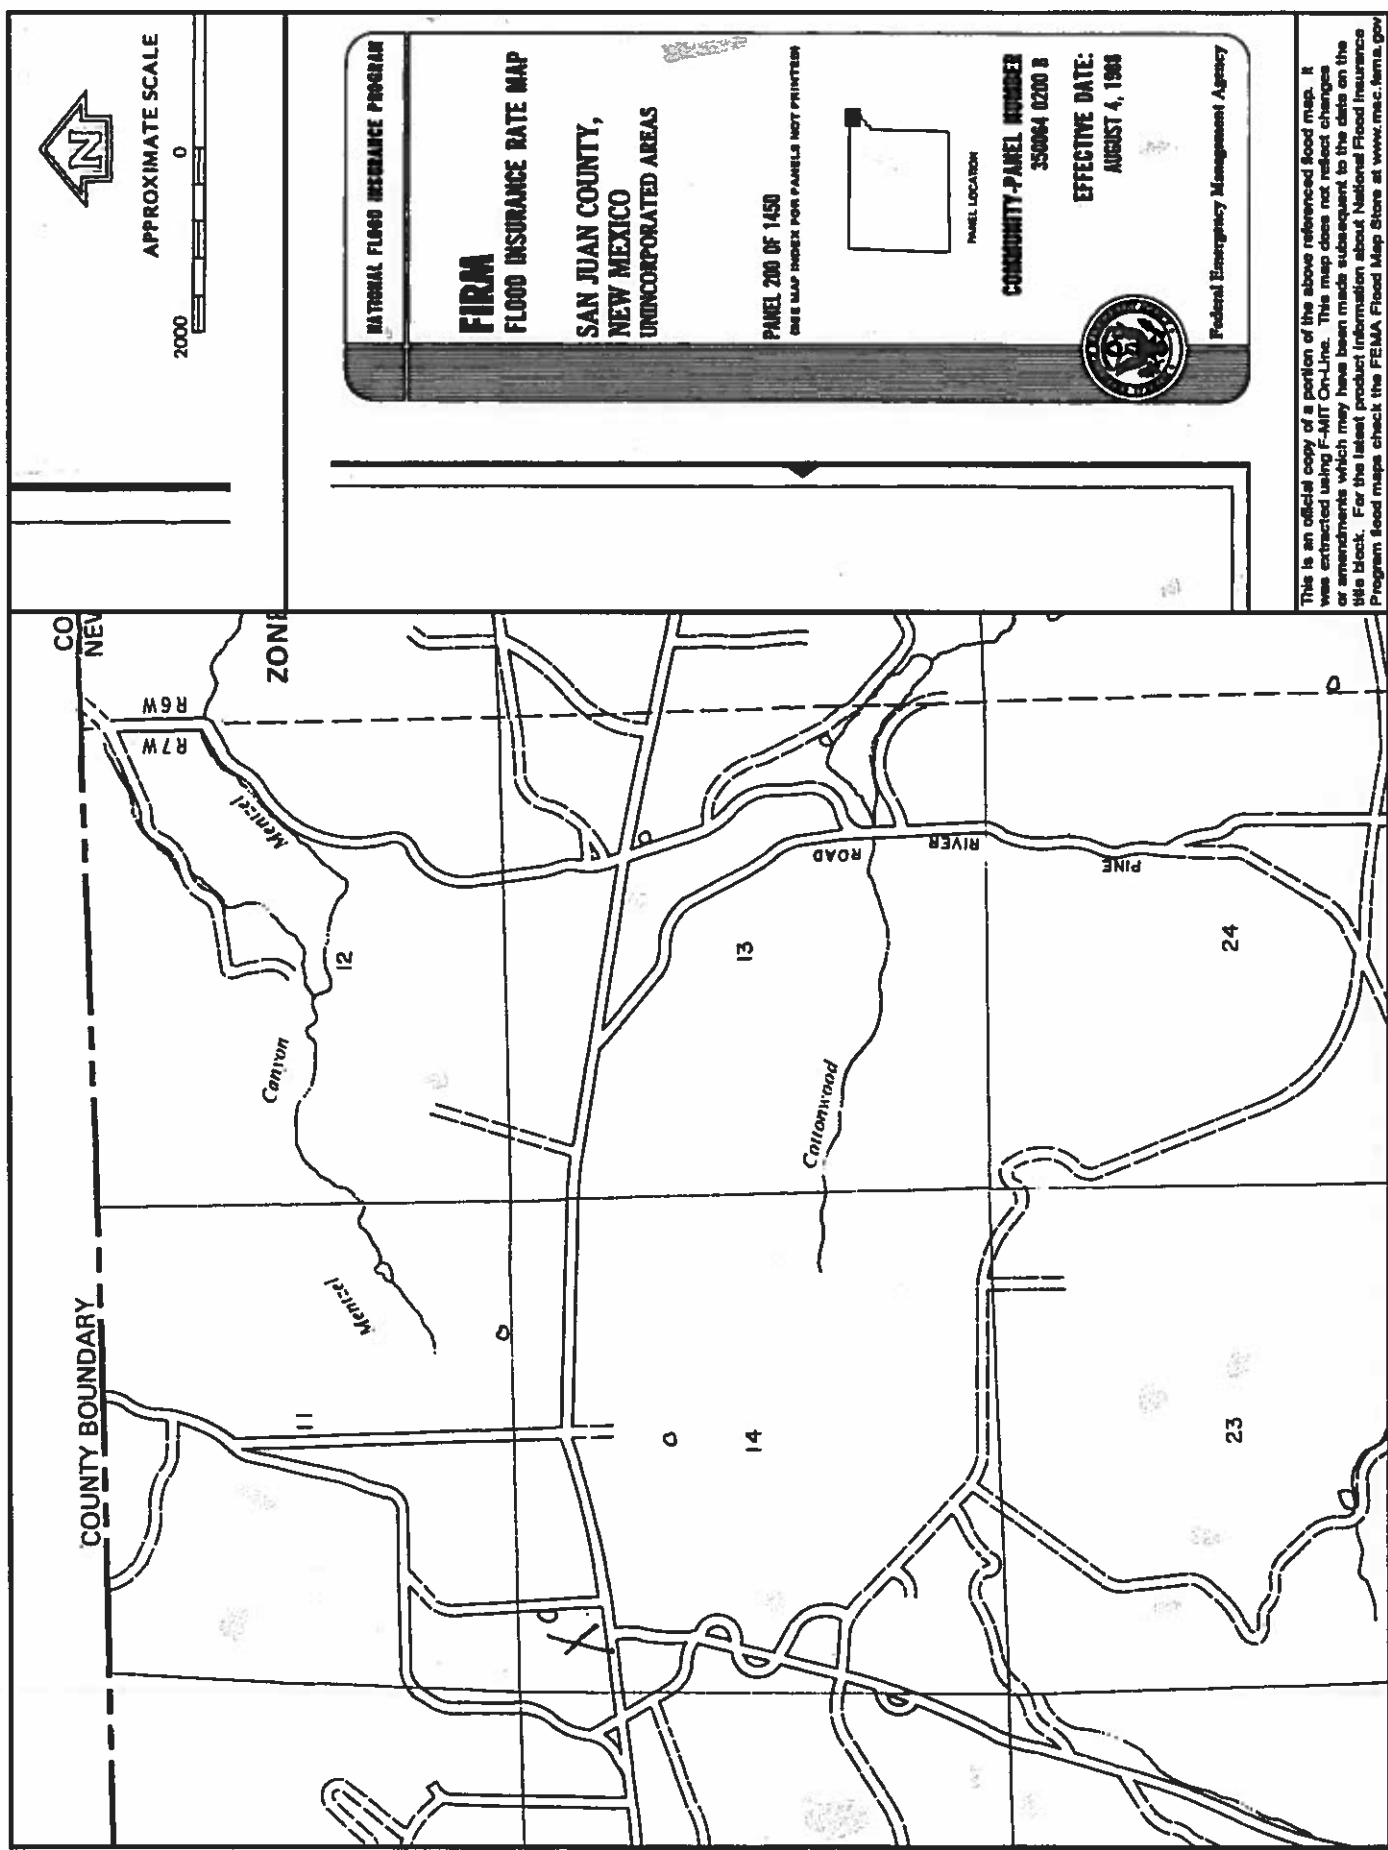 APPROXIMATE SCALE
2000 0
N
NATIONAL FLOOD INSURANCE PROGRAM
FIRM
FLOOD INSURANCE RATE MAP
SAN JUAN COUNTY,
NEW MEXICO
UNINCORPORATED AREAS
PANEL 200 OF 1450
(SEE MAP INDEX FOR PANELS NOT PRINTED)
PANEL LOCATION
COMMUNITY-PANEL NUMBER
350064 0200 B
EFFECTIVE DATE:
AUGUST 4, 1988
Federal Emergency Management Agency
This is an official copy of a portion of the above referenced flood map. It
was extracted using F-MIT On-Line. This map does not reflect changes
or amendments which may have been made subsequent to the date on the
title block. For the latest product information about National Flood Insurance
Program flood maps check the FEMA Flood Map Store at www.msc.fema.gov
COUNTY BOUNDARY
CO
NEV
ZONE
R7W
R6W
Mentzel
Canyon
Mentzel
11
12
13
14
Cottonwood
ROAD
RIVER
PINE
23
24